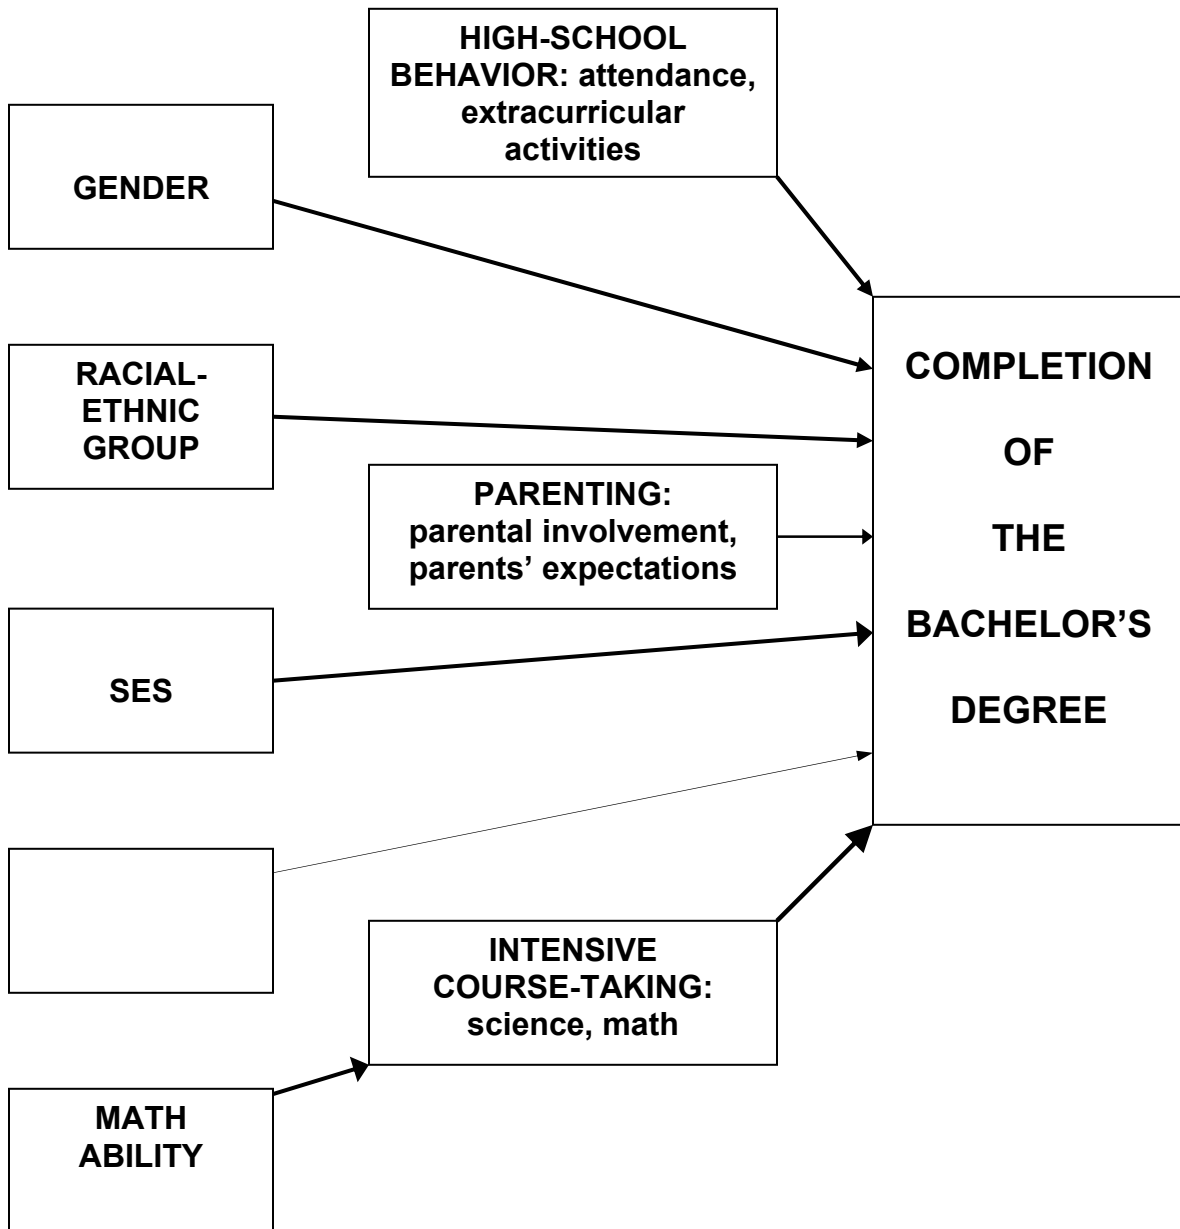 HIGH-SCHOOL
BEHAVIOR: attendance,
extracurricular
activities
GENDER
RACIAL-
ETHNIC
GROUP
PARENTING:
parental involvement,
parents’ expectations
SES
INTENSIVE
COURSE-TAKING:
science, math
MATH
ABILITY
COMPLETION
OF
THE
BACHELOR’S
DEGREE